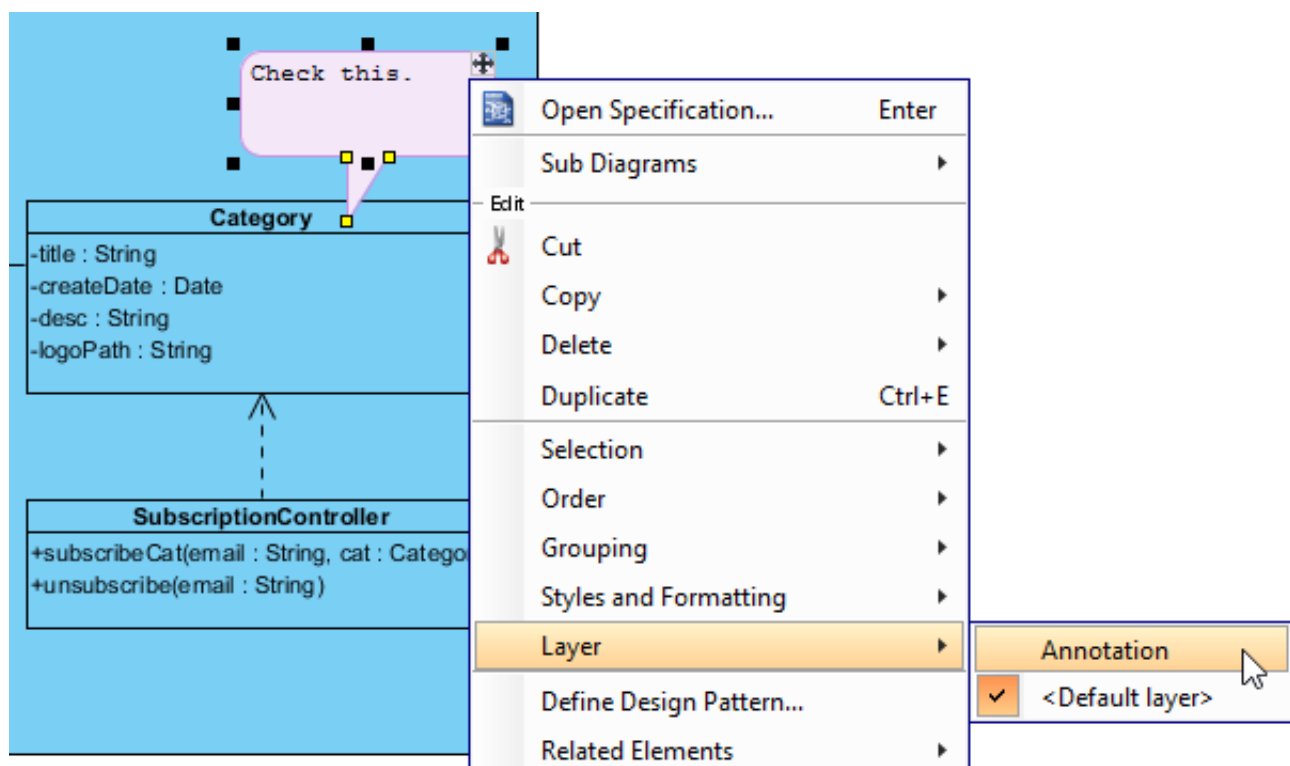 Check this.
Category
-title : String
-createDate : Date
-desc : String
-logoPath : String
SubscriptionController
+subscribeCat(email : String, cat : Catego
+unsubscribe(email : String)
Open Specification... Enter
Sub Diagrams
Edit
Cut
Copy
Delete
Duplicate Ctrl+E
Selection
Order
Grouping
Styles and Formatting
Layer
Define Design Pattern...
Related Elements
Annotation
<Default layer>